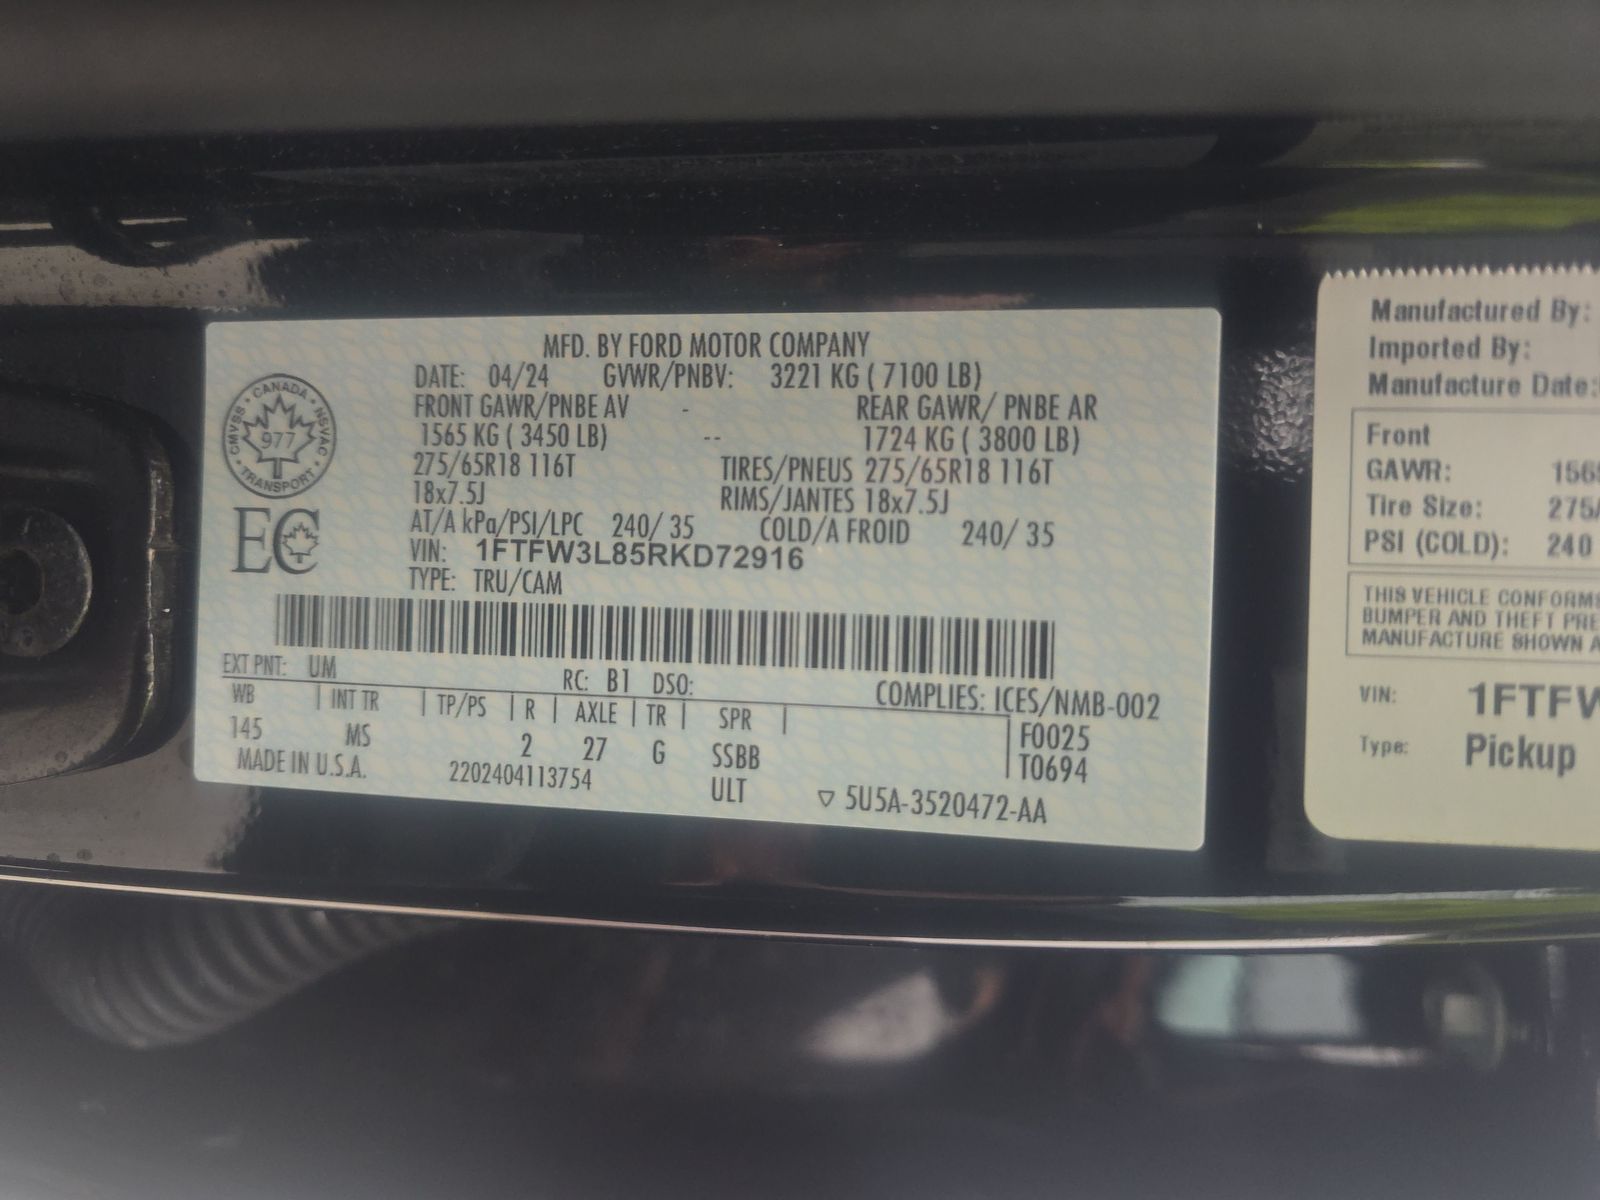 MFD. BY FORD MOTOR COMPANY
DATE: 04/24 GVWR/PNBV: 3221 KG ( 7100 LB)
FRONT GAWR/PNBE AV - REAR GAWR/ PNBE AR
1565 KG ( 3450 LB) -- 1724 KG ( 3800 LB)
275/65R18 116T TIRES/PNEUS 275/65R18 116T
18x7.5J RIMS/JANTES 18x7.5J
AT/A kPa/PSI/LPC 240/ 35 COLD/A FROID 240/ 35
VIN: 1FTFW3L85RKD72916
TYPE: TRU/CAM
CANADA • NSVAC • TRANSPORT • CMVSS •
977
EC
EXT PNT: UM RC: B1 DSO:
COMPLIES: ICES/NMB-002
WB | INT TR | TP/PS | R | AXLE | TR | SPR |
145 MS 2 27 G SSBB
F0025
T0694
MADE IN U.S.A. 2202404113754 ULT ▽ 5U5A-3520472-AA
Manufactured By:
Imported By:
Manufacture Date:
Front
GAWR: 156
Tire Size: 275/
PSI (COLD): 240
THIS VEHICLE CONFORMS
BUMPER AND THEFT PRE
MANUFACTURE SHOWN A
VIN: 1FTFW
Type: Pickup